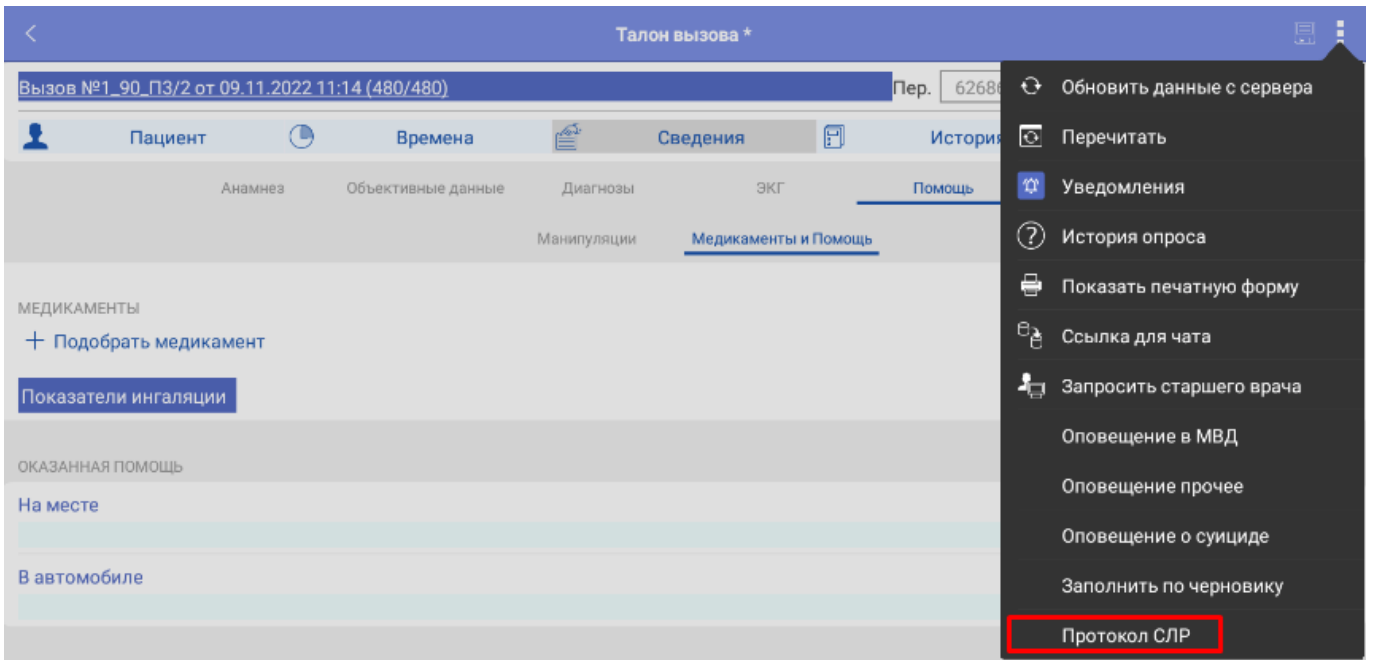 Талон вызова *
Вызов №1_90_П3/2 от 09.11.2022 11:14 (480/480)
Пер. 6268
Пациент Времена Сведения История
Анамнез Объективные данные Диагнозы ЭКГ Помощь
Манипуляции Медикаменты и Помощь
МЕДИКАМЕНТЫ
+ Подобрать медикамент
Показатели ингаляции
ОКАЗАННАЯ ПОМОЩЬ
На месте
В автомобиле
Обновить данные с сервера
Перечитать
Уведомления
История опроса
Показать печатную форму
Ссылка для чата
Запросить старшего врача
Оповещение в МВД
Оповещение прочее
Оповещение о суициде
Заполнить по черновику
Протокол СЛР